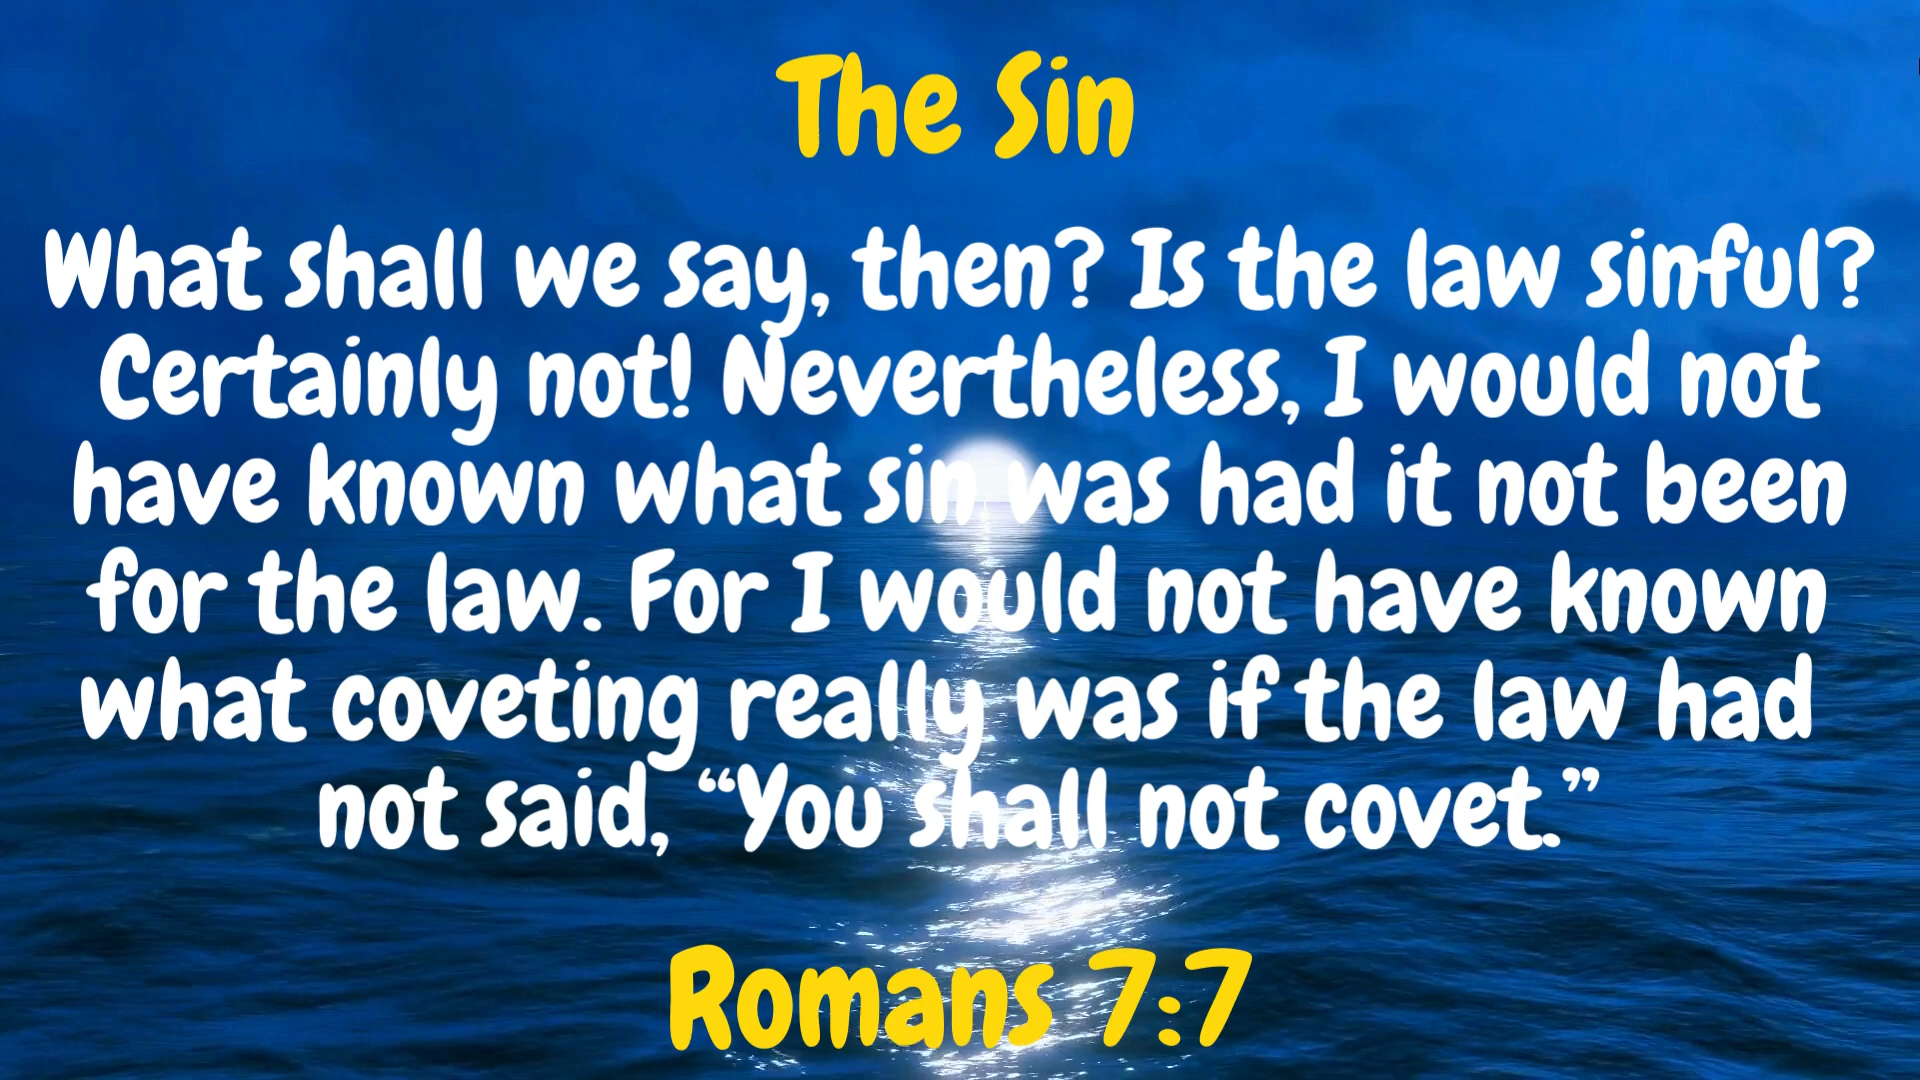 The Sin
What shall we say, then? Is the law sinful?
Certainly not! Nevertheless, I would not
have known what sin was had it not been
for the law. For I would not have known
what coveting really was if the law had
not said, “You shall not covet.”
Romans 7:7